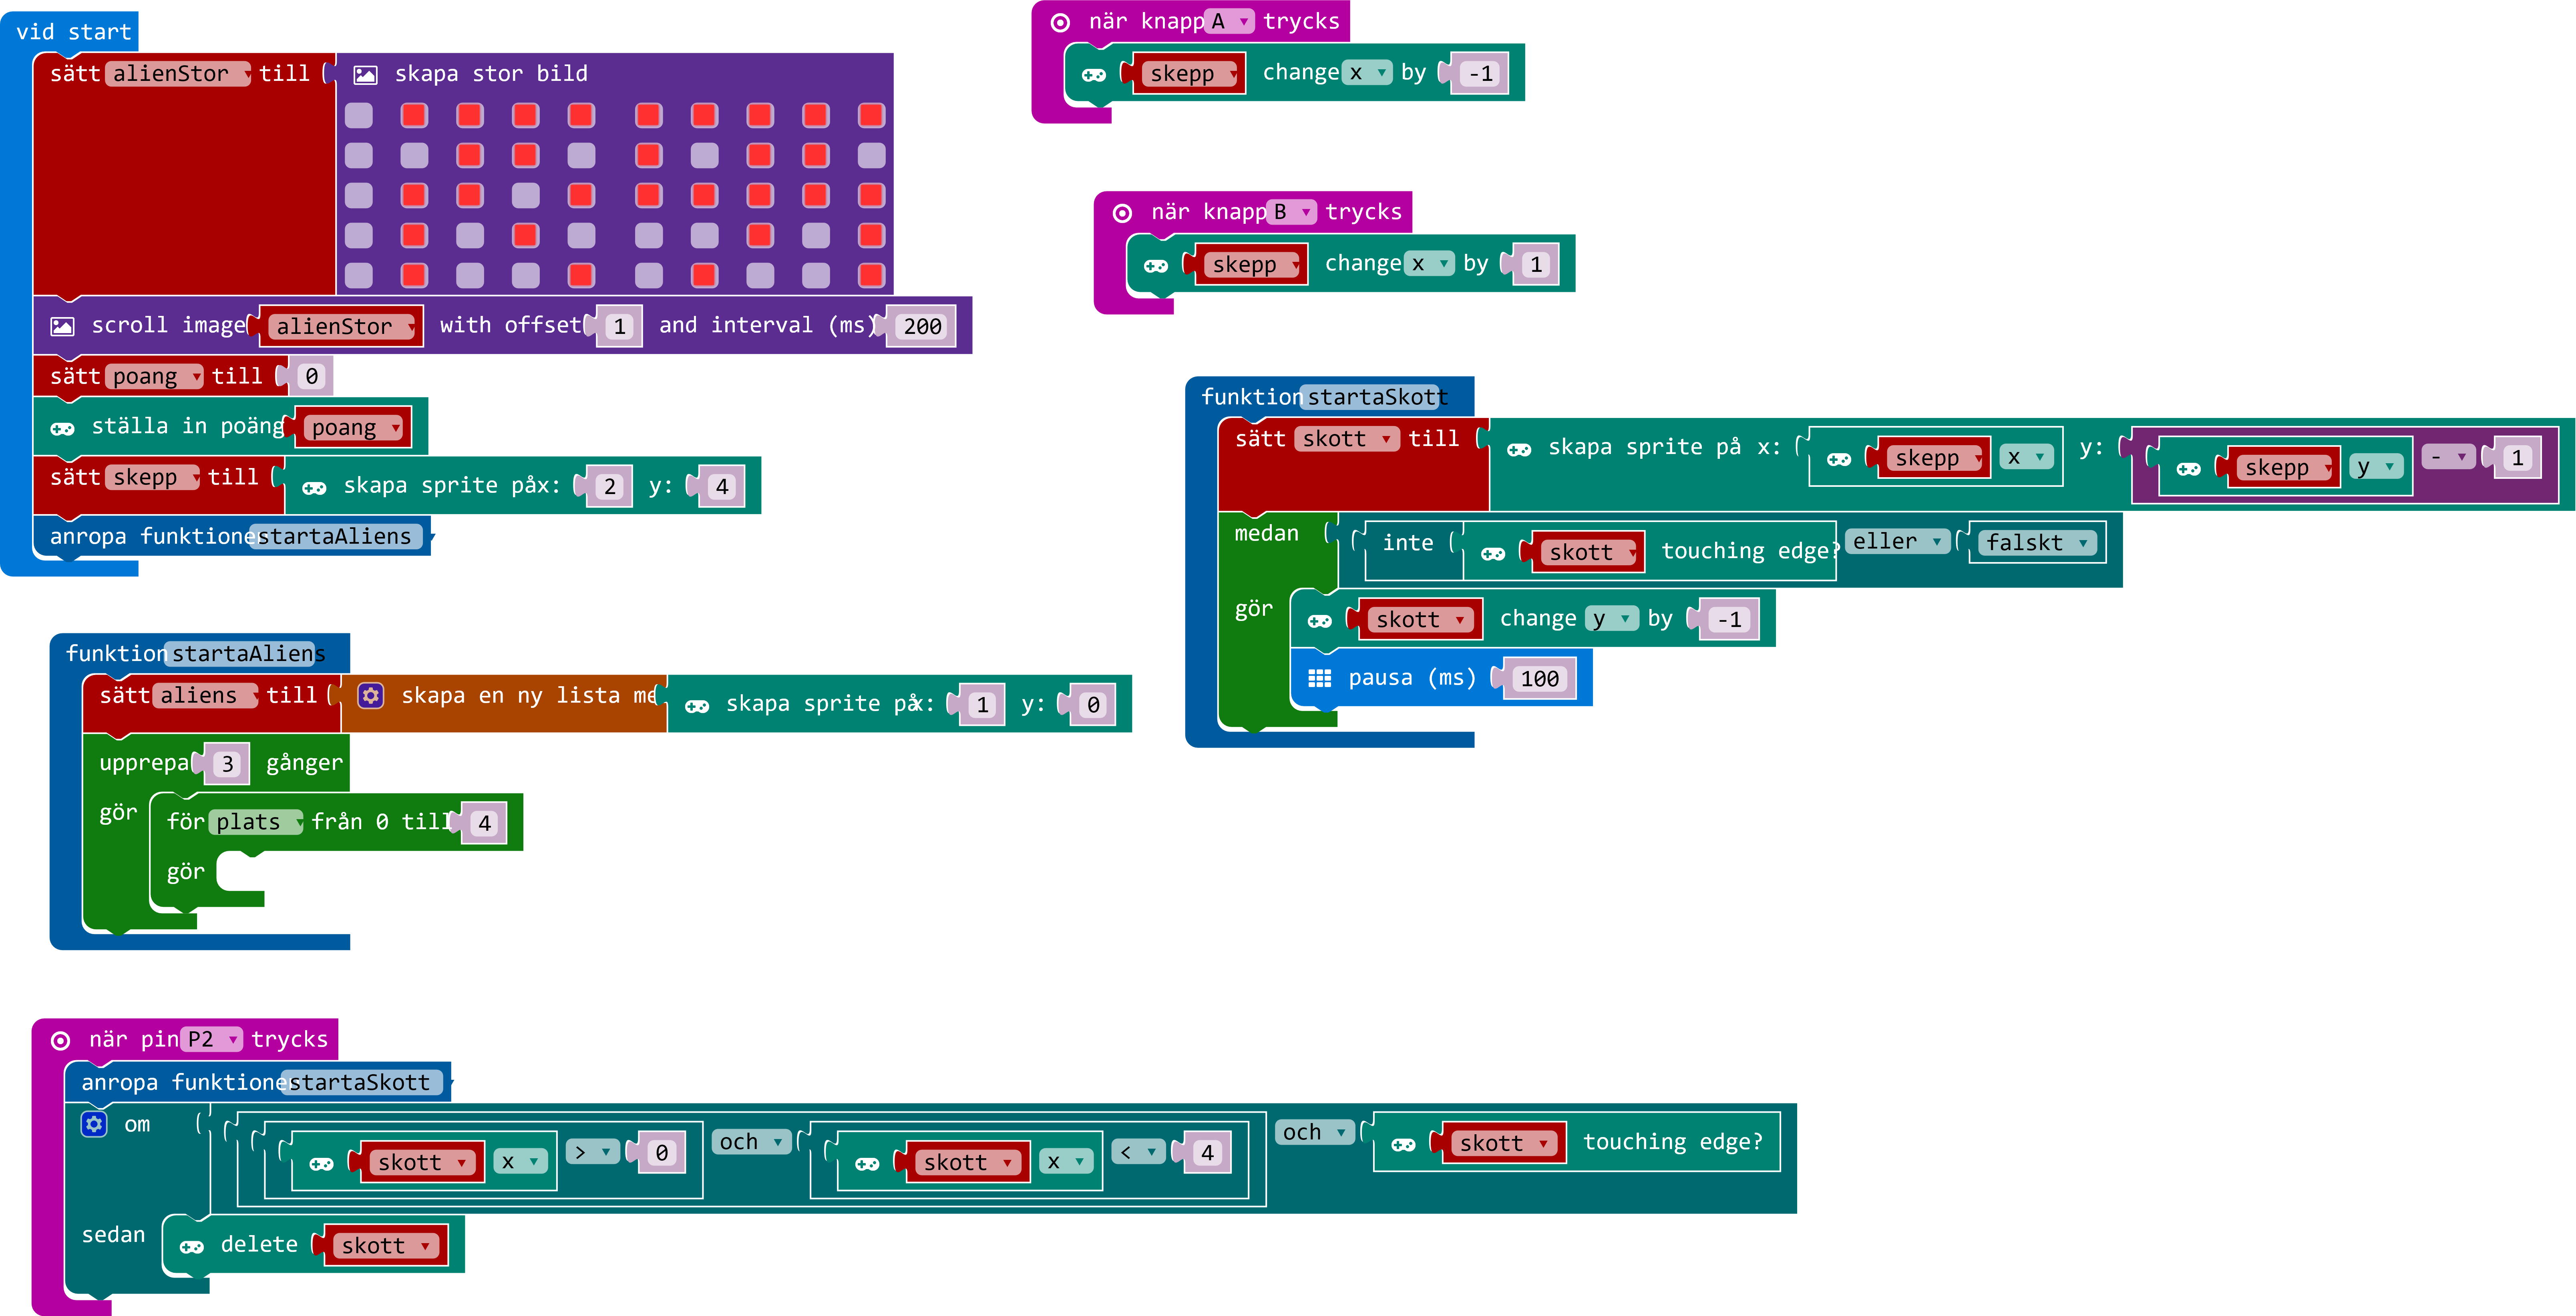 vid start
sätt alienStor till skapa stor bild
scroll image alienStor with offset 1 and interval (ms) 200
sätt poang till 0
ställa in poäng poang
sätt skepp till skapa sprite påx: 2 y: 4
anropa funktione startaAliens
när knapp A trycks
skepp change x by -1
när knapp B trycks
skepp change x by 1
funktion startaSkott
sätt skott till skapa sprite på x: skepp x y: skepp y - 1
medan inte skott touching edge? eller falskt
gör skott change y by -1
pausa (ms) 100
funktion startaAliens
sätt aliens till skapa en ny lista me skapa sprite på x: 1 y: 0
upprepa 3 gånger
gör för plats från 0 till 4
gör
när pin P2 trycks
anropa funktione startaSkott
om skott x > 0 och skott x < 4 och skott touching edge?
sedan delete skott